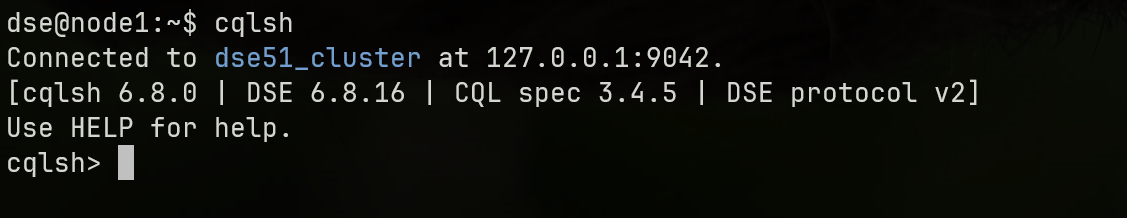 dse@node1:~$ cqlsh
Connected to dse51_cluster at 127.0.0.1:9042.
[cqlsh 6.8.0 | DSE 6.8.16 | CQL spec 3.4.5 | DSE protocol v2]
Use HELP for help.
cqlsh>